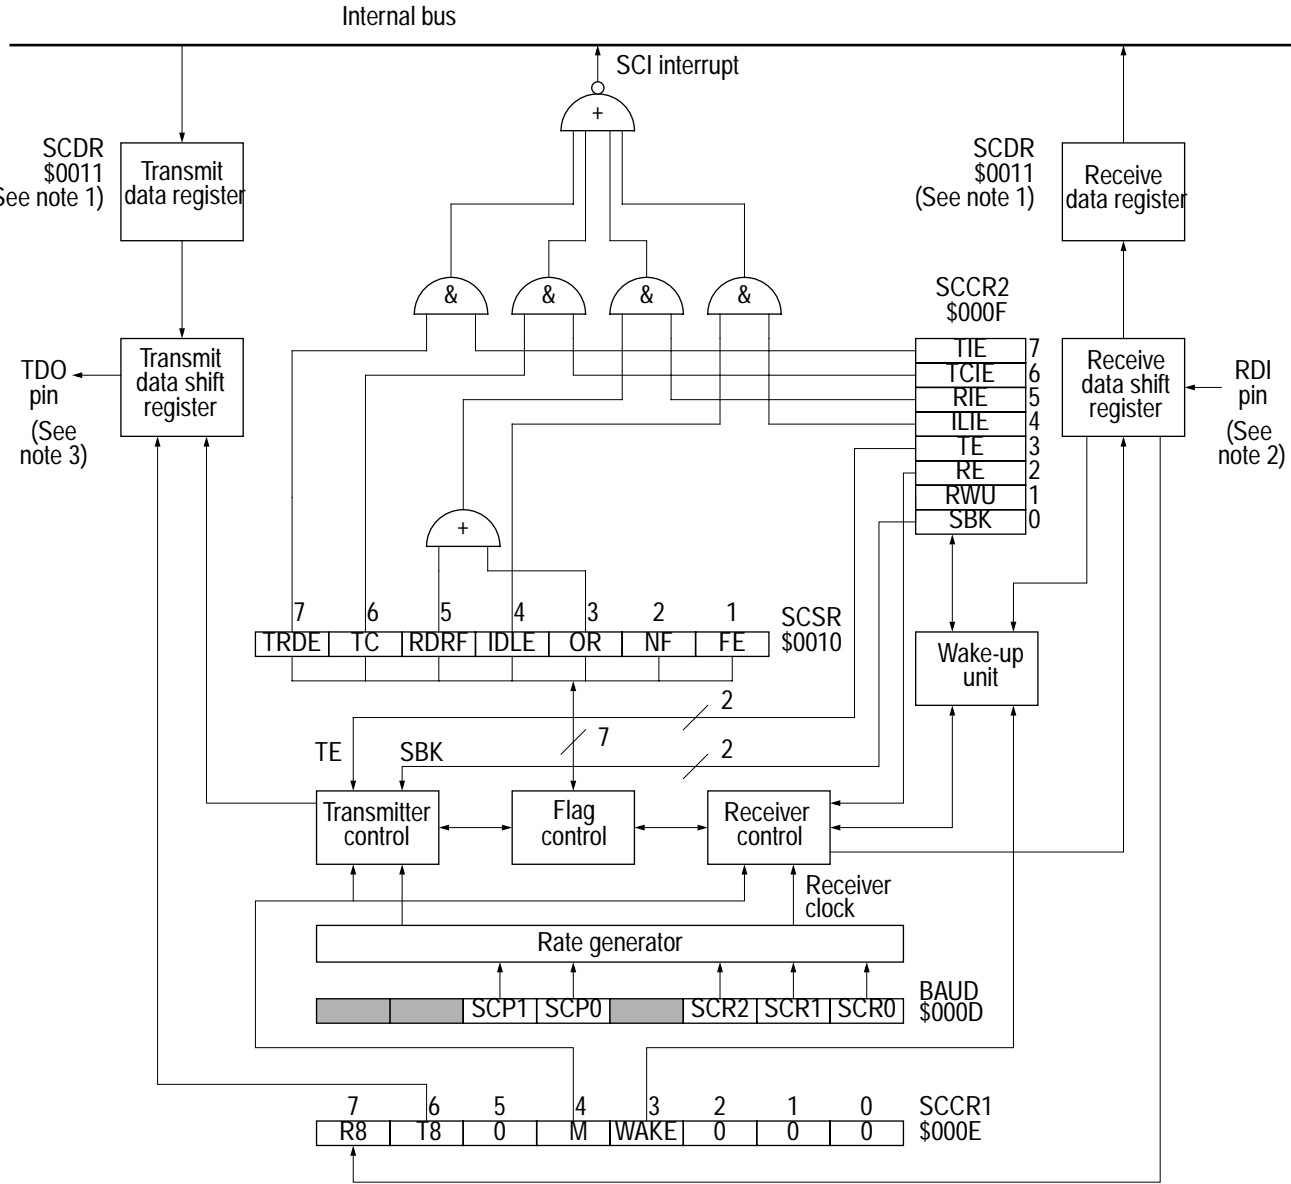 Internal bus
SCI interrupt
+
SCDR
$0011
See note 1)
Transmit
data register
SCDR
$0011
(See note 1)
Receive
data register
&
&
&
&
SCCR2
$000F
TIE 7
TCIE 6
RIE 5
ILIE 4
TE 3
RE 2
RWU 1
SBK 0
TDO
pin
(See
note 3)
Transmit
data shift
register
Receive
data shift
register
RDI
pin
(See
note 2)
+
7 6 5 4 3 2 1
TRDE TC RDRF IDLE OR NF FE
SCSR
$0010
Wake-up
unit
2
7
2
TE
SBK
Transmitter
control
Flag
control
Receiver
control
Receiver
clock
Rate generator
SCP1 SCP0 SCR2 SCR1 SCR0
BAUD
$000D
7 6 5 4 3 2 1 0
R8 T8 0 M WAKE 0 0 0
SCCR1
$000E